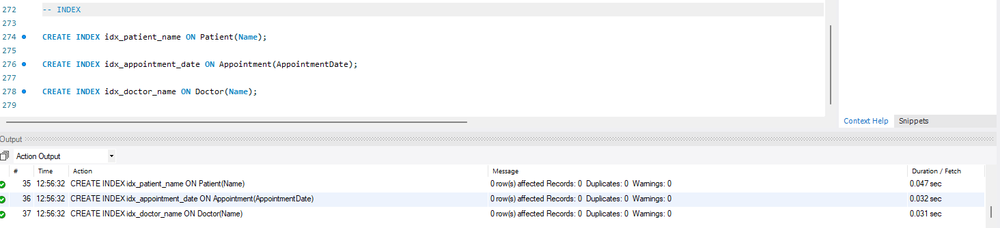 272 -- INDEX
273
274 CREATE INDEX idx_patient_name ON Patient(Name);
275
276 CREATE INDEX idx_appointment_date ON Appointment(AppointmentDate);
277
278 CREATE INDEX idx_doctor_name ON Doctor(Name);
279
Context Help Snippets
Output
Action Output
# Time Action Message Duration / Fetch
35 12:56:32 CREATE INDEX idx_patient_name ON Patient(Name) 0 row(s) affected Records: 0 Duplicates: 0 Warnings: 0 0.047 sec
36 12:56:32 CREATE INDEX idx_appointment_date ON Appointment(AppointmentDate) 0 row(s) affected Records: 0 Duplicates: 0 Warnings: 0 0.032 sec
37 12:56:32 CREATE INDEX idx_doctor_name ON Doctor(Name) 0 row(s) affected Records: 0 Duplicates: 0 Warnings: 0 0.031 sec